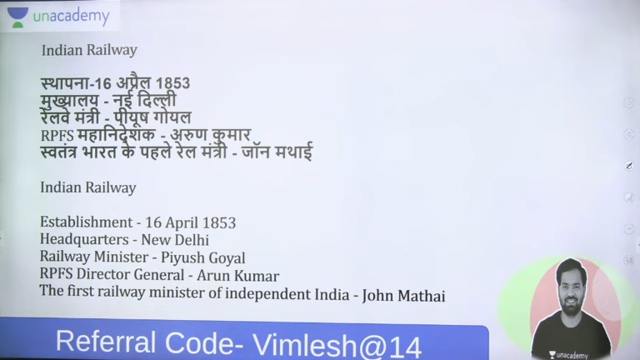 unacademy
Indian Railway
स्थापना-16 अप्रैल 1853
मुख्यालय - नई दिल्ली
रेलवे मंत्री - पीयूष गोयल
RPFS महानिदेशक - अरुण कुमार
स्वतंत्र भारत के पहले रेल मंत्री - जॉन मथाई
Indian Railway
Establishment - 16 April 1853
Headquarters - New Delhi
Railway Minister - Piyush Goyal
RPFS Director General - Arun Kumar
The first railway minister of independent India - John Mathai
unacademy
Referral Code- Vimlesh@14